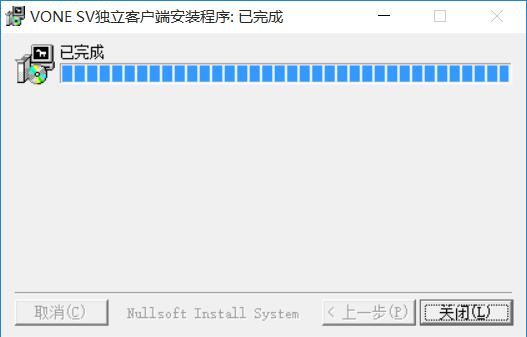 VONE SV独立客户端安装程序: 已完成
已完成
取消(C) Nullsoft Install System < 上一步(P) 关闭(L)